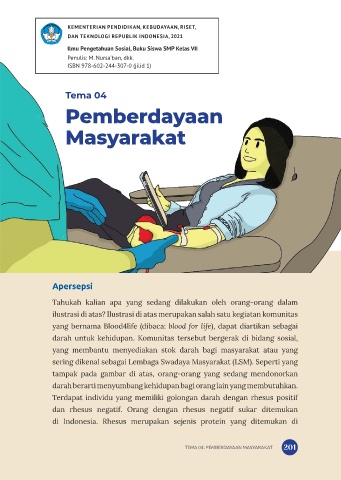 KEMENTERIAN PENDIDIKAN, KEBUDAYAAN, RISET,
DAN TEKNOLOGI REPUBLIK INDONESIA, 2021
Ilmu Pengetahuan Sosial, Buku Siswa SMP Kelas VII
Penulis: M. Nursa'ban, dkk.
ISBN 978-602-244-307-0 (jilid 1)
Tema 04
Pemberdayaan
Masyarakat
Apersepsi
Tahukah kalian apa yang sedang dilakukan oleh orang-orang dalam
ilustrasi di atas? Ilustrasi di atas merupakan salah satu kegiatan komunitas
yang bernama Blood4life (dibaca: blood for life), dapat diartikan sebagai
darah untuk kehidupan. Komunitas tersebut bergerak di bidang sosial,
yang membantu menyediakan stok darah bagi masyarakat atau yang
sering dikenal sebagai Lembaga Swadaya Masyarakat (LSM). Seperti yang
tampak pada gambar di atas, orang-orang yang sedang mendonorkan
darah berarti menyumbang kehidupan bagi orang lain yang membutuhkan.
Terdapat individu yang memiliki golongan darah dengan rhesus positif
dan rhesus negatif. Orang dengan rhesus negatif sukar ditemukan
di Indonesia. Rhesus merupakan sejenis protein yang ditemukan di
TEMA 04: PEMBERDAYAAN MASYARAKAT 201